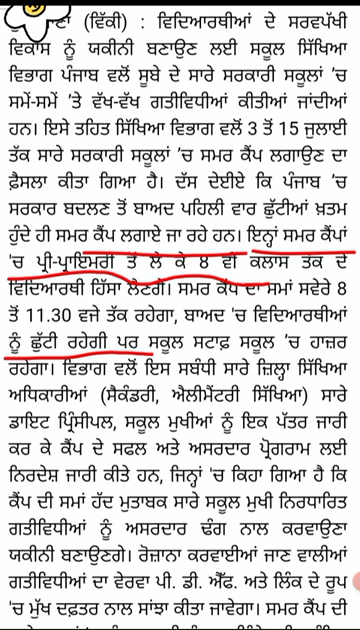 (ਵਿੱਕੀ) : ਵਿਦਿਆਰਥੀਆਂ ਦੇ ਸਰਵਪੱਖੀ
ਵਿਕਾਸ ਨੂੰ ਯਕੀਨੀ ਬਣਾਉਣ ਲਈ ਸਕੂਲ ਸਿੱਖਿਆ
ਵਿਭਾਗ ਪੰਜਾਬ ਵਲੋਂ ਸੂਬੇ ਦੇ ਸਾਰੇ ਸਰਕਾਰੀ ਸਕੂਲਾਂ 'ਚ
ਸਮੇਂ-ਸਮੇਂ 'ਤੇ ਵੱਖ-ਵੱਖ ਗਤੀਵਿਧੀਆਂ ਕੀਤੀਆਂ ਜਾਂਦੀਆਂ
ਹਨ। ਇਸੇ ਤਹਿਤ ਸਿੱਖਿਆ ਵਿਭਾਗ ਵਲੋਂ 3 ਤੋਂ 15 ਜੁਲਾਈ
ਤੱਕ ਸਾਰੇ ਸਰਕਾਰੀ ਸਕੂਲਾਂ 'ਚ ਸਮਰ ਕੈਂਪ ਲਗਾਉਣ ਦਾ
ਫ਼ੈਸਲਾ ਕੀਤਾ ਗਿਆ ਹੈ। ਦੱਸ ਦੇਈਏ ਕਿ ਪੰਜਾਬ 'ਚ
ਸਰਕਾਰ ਬਦਲਣ ਤੋਂ ਬਾਅਦ ਪਹਿਲੀ ਵਾਰ ਛੁੱਟੀਆਂ ਖ਼ਤਮ
ਹੁੰਦੇ ਹੀ ਸਮਰ ਕੈਂਪ ਲਗਾਏ ਜਾ ਰਹੇ ਹਨ। ਇਨ੍ਹਾਂ ਸਮਰ ਕੈਂਪਾਂ
'ਚ ਪ੍ਰੀ-ਪ੍ਰਾਇਮਰੀ ਤੋਂ ਲੈ ਕੇ 8 ਵੀਂ ਕਲਾਸ ਤਕ ਦੇ
ਵਿਦਿਆਰਥੀ ਹਿੱਸਾ ਲੈਣਗੇ। ਸਮਰ ਕੈਂਪ ਦਾ ਸਮਾਂ ਸਵੇਰੇ 8
ਤੋਂ 11.30 ਵਜੇ ਤੱਕ ਰਹੇਗਾ, ਬਾਅਦ 'ਚ ਵਿਦਿਆਰਥੀਆਂ
ਨੂੰ ਛੁੱਟੀ ਰਹੇਗੀ ਪਰ ਸਕੂਲ ਸਟਾਫ਼ ਸਕੂਲ 'ਚ ਹਾਜ਼ਰ
ਰਹੇਗਾ। ਵਿਭਾਗ ਵਲੋਂ ਇਸ ਸਬੰਧੀ ਸਾਰੇ ਜ਼ਿਲ੍ਹਾ ਸਿੱਖਿਆ
ਅਧਿਕਾਰੀਆਂ (ਸੈਕੰਡਰੀ, ਐਲੀਮੈਂਟਰੀ ਸਿੱਖਿਆ) ਸਾਰੇ
ਡਾਇਟ ਪ੍ਰਿੰਸੀਪਲ, ਸਕੂਲ ਮੁਖੀਆਂ ਨੂੰ ਇਕ ਪੱਤਰ ਜਾਰੀ
ਕਰ ਕੇ ਕੈਂਪ ਦੇ ਸਫਲ ਅਤੇ ਅਸਰਦਾਰ ਪ੍ਰੋਗਰਾਮ ਲਈ
ਨਿਰਦੇਸ਼ ਜਾਰੀ ਕੀਤੇ ਹਨ, ਜਿਨ੍ਹਾਂ 'ਚ ਕਿਹਾ ਗਿਆ ਹੈ ਕਿ
ਕੈਂਪ ਦੀ ਸਮਾਂ ਹੱਦ ਮੁਤਾਬਕ ਸਾਰੇ ਸਕੂਲ ਮੁਖੀ ਨਿਰਧਾਰਿਤ
ਗਤੀਵਿਧੀਆਂ ਨੂੰ ਅਸਰਦਾਰ ਢੰਗ ਨਾਲ ਕਰਵਾਉਣਾ
ਯਕੀਨੀ ਬਣਾਉਣਗੇ। ਰੋਜ਼ਾਨਾ ਕਰਵਾਈਆਂ ਜਾਣ ਵਾਲੀਆਂ
ਗਤੀਵਿਧੀਆਂ ਦਾ ਵੇਰਵਾ ਪੀ. ਡੀ. ਐੱਫ. ਅਤੇ ਲਿੰਕ ਦੇ ਰੂਪ
'ਚ ਮੁੱਖ ਦਫ਼ਤਰ ਨਾਲ ਸਾਂਝਾ ਕੀਤਾ ਜਾਵੇਗਾ। ਸਮਰ ਕੈਂਪ ਦੀ